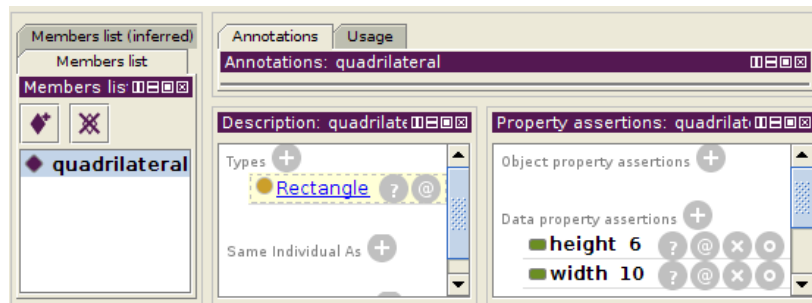 Members list (inferred)
Members list
Members lis
quadrilateral
Annotations
Usage
Annotations: quadrilateral
Description: quadrilate
Types
Rectangle
?
@
Same Individual As
Property assertions: quadrilat
Object property assertions
Data property assertions
height 6
?
@
width 10
?
@